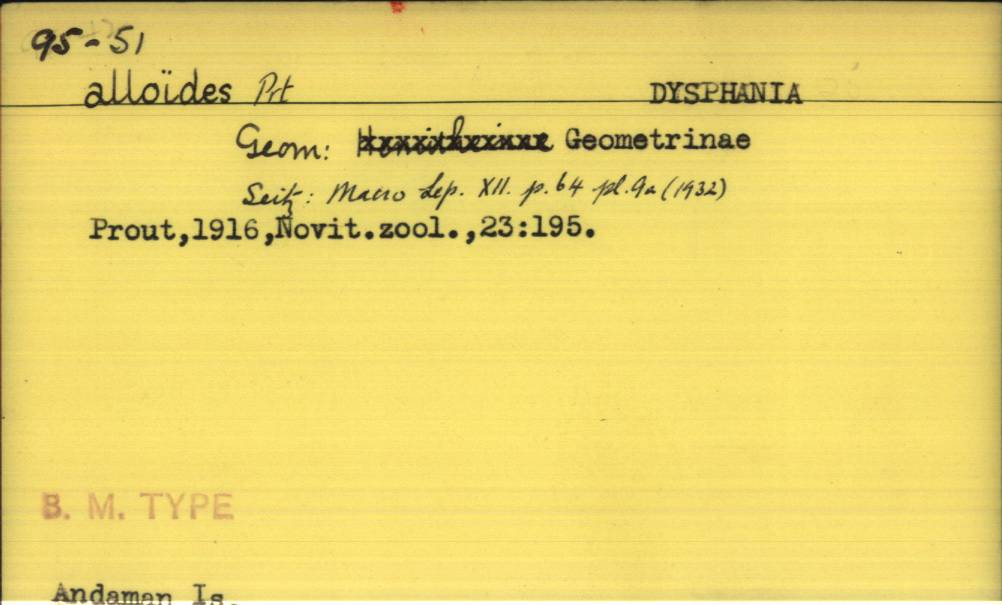 95-51
alloïdes Prt DYSPHANIA
Geom: Geometrinae
Seitz: Macro Lep. XII. p.64 pl.9a (1932)
Prout,1916,Novit.zool.,23:195.
B. M. TYPE
Andaman Is.